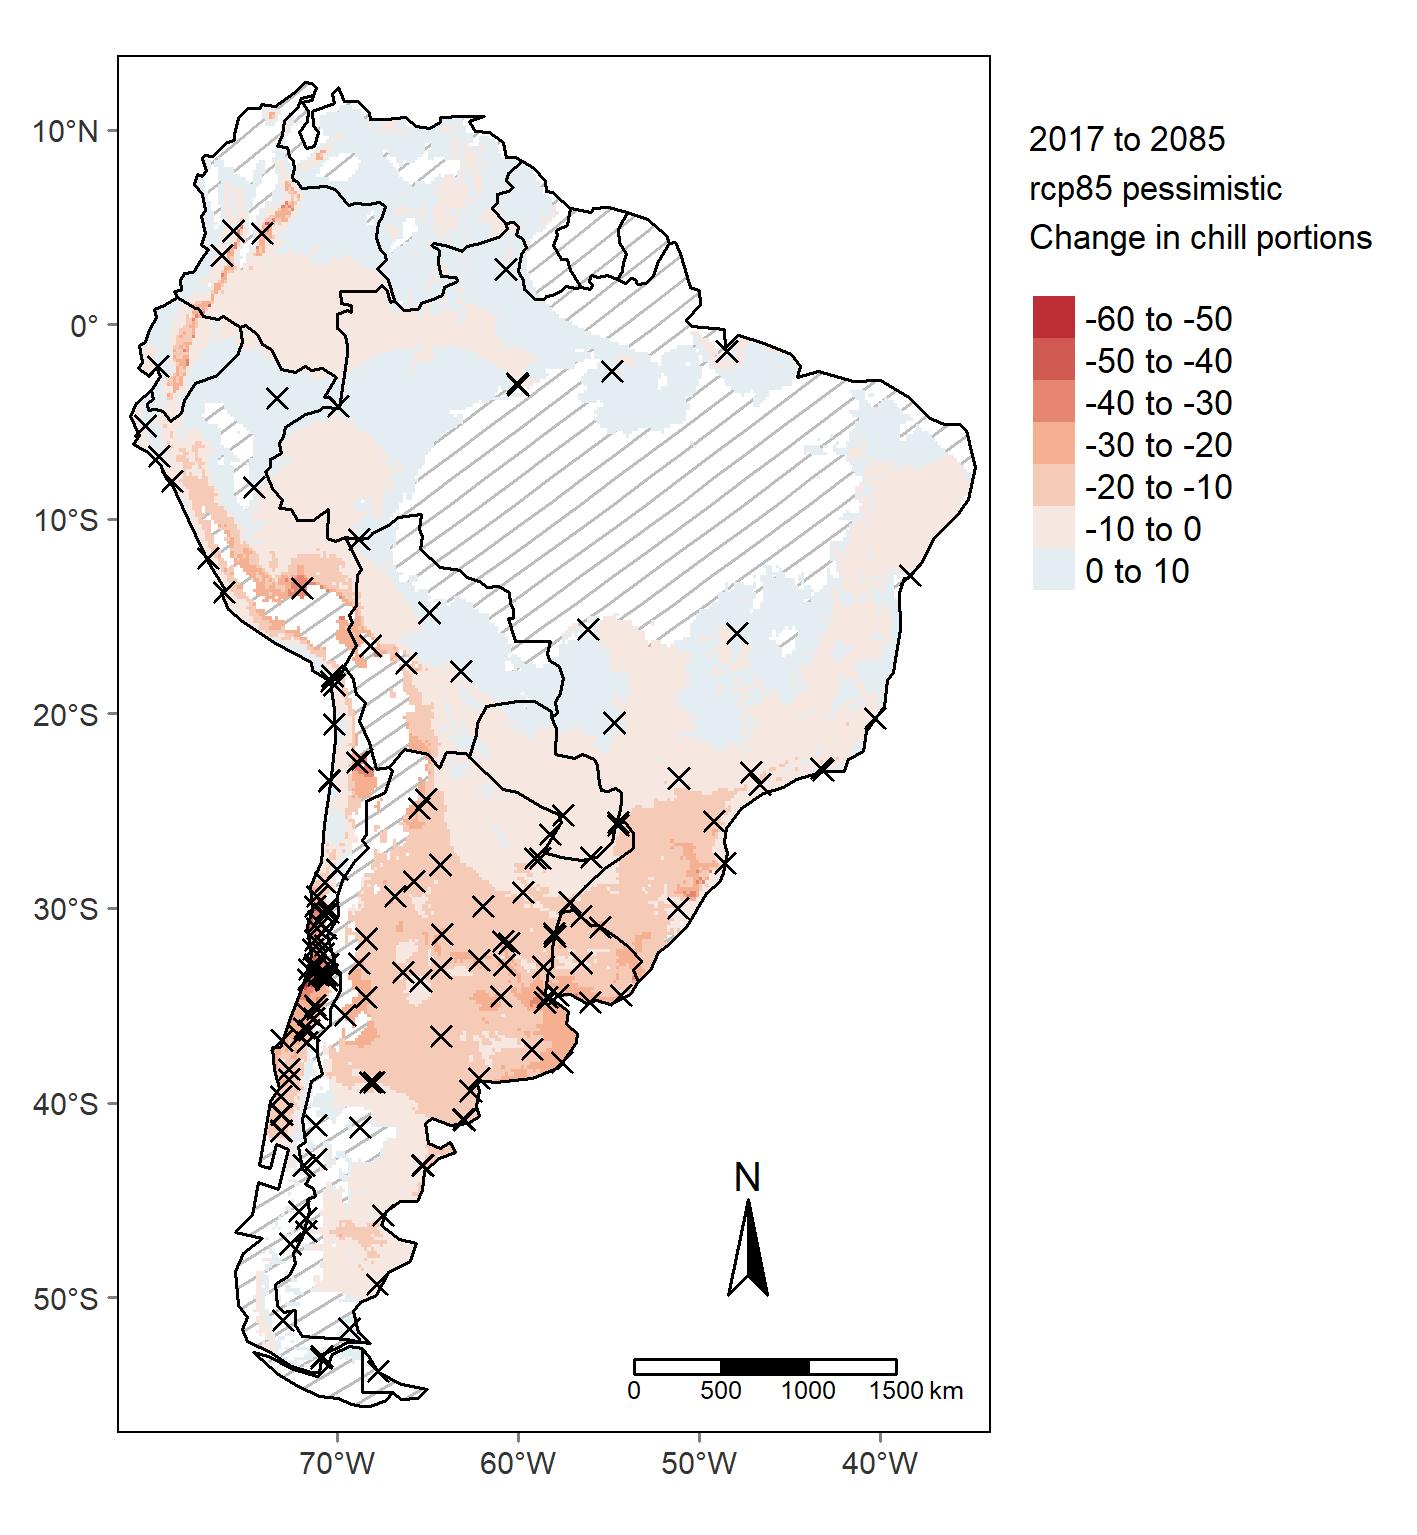 2017 to 2085
rcp85 pessimistic
Change in chill portions
-60 to -50
-50 to -40
-40 to -30
-30 to -20
-20 to -10
-10 to 0
0 to 10
10°N
0°
10°S
20°S
30°S
40°S
50°S
N
0 500 1000 1500 km
70°W 60°W 50°W 40°W